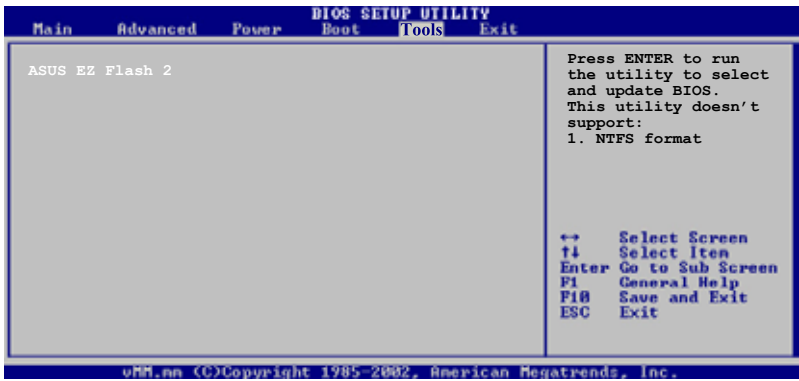 BIOS SETUP UTILITY
Main Advanced Power Boot Tools Exit
ASUS EZ Flash 2
Press ENTER to run
the utility to select
and update BIOS.
This utility doesn't
support:
1. NTFS format
↔ Select Screen
↑↓ Select Item
Enter Go to Sub Screen
F1 General Help
F10 Save and Exit
ESC Exit
vMM.mm (C)Copyright 1985-2002, American Megatrends, Inc.